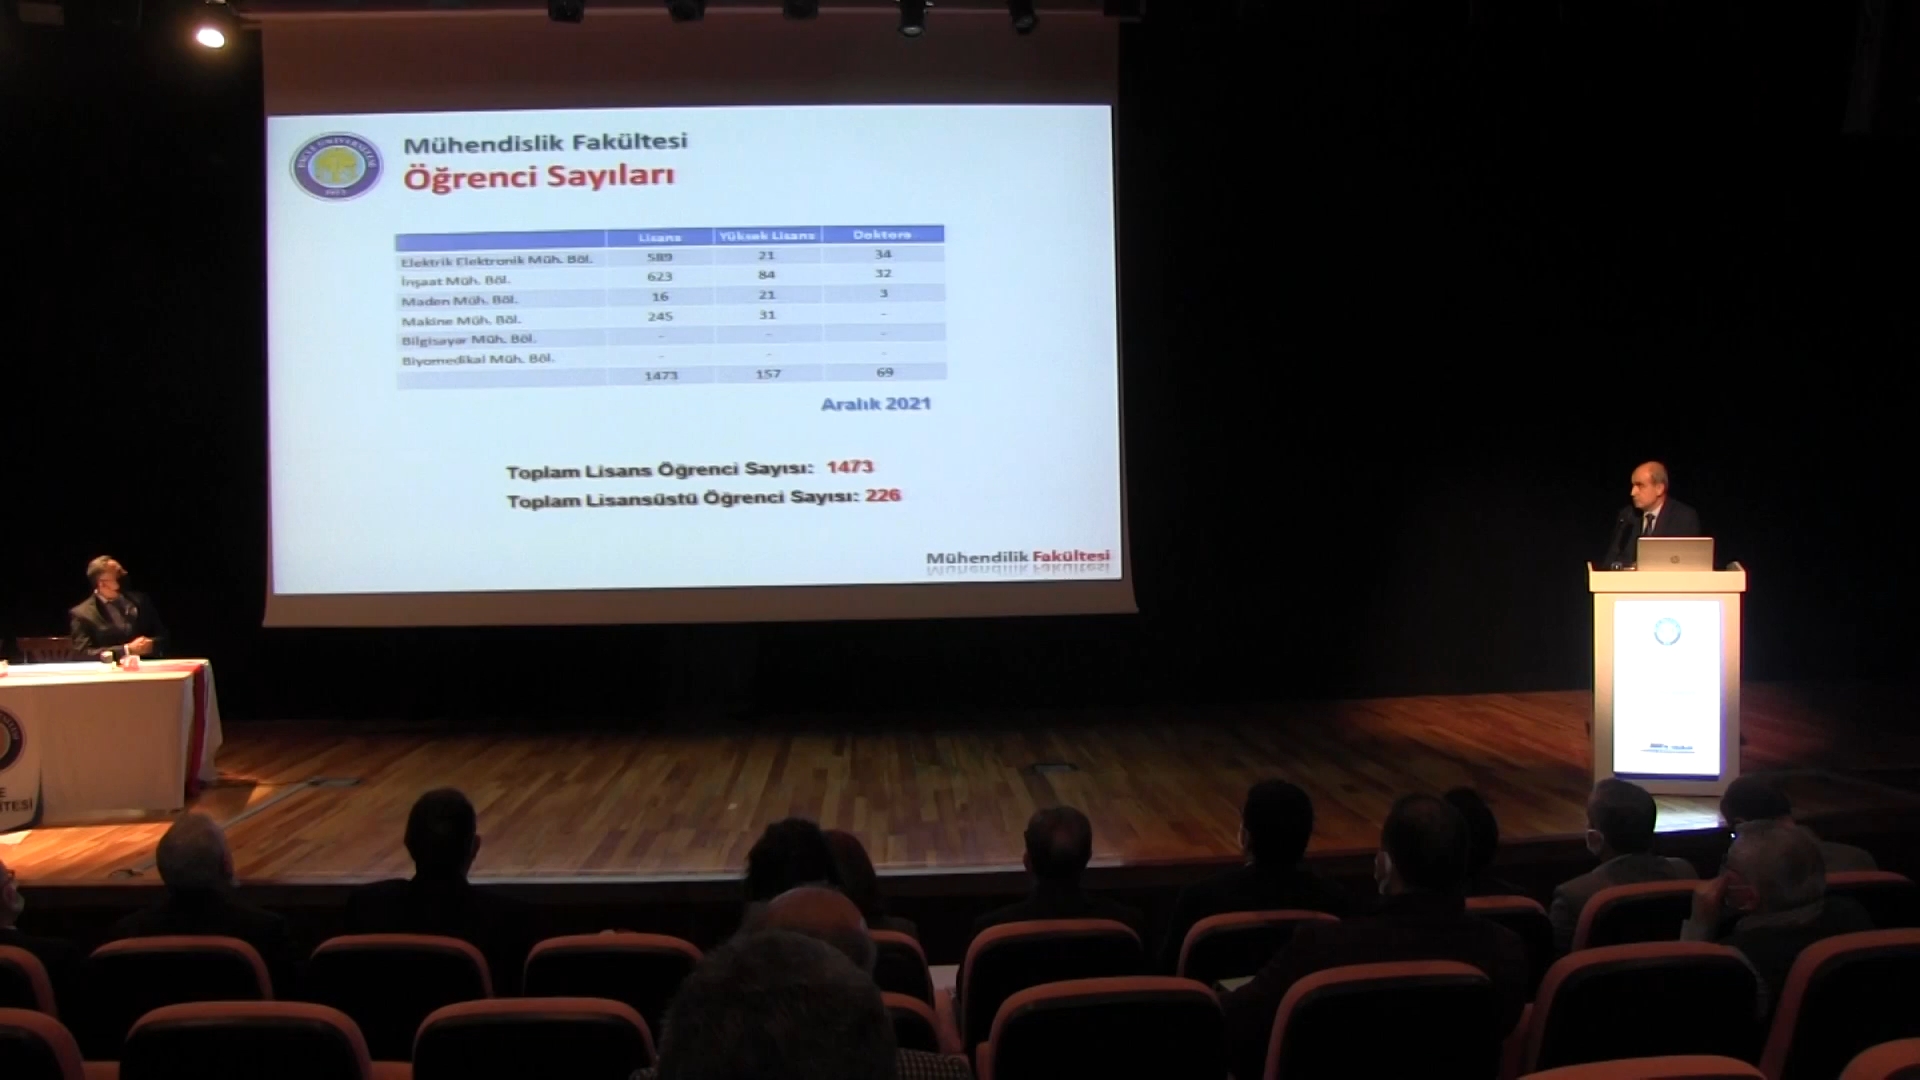 Mühendislik Fakültesi
Öğrenci Sayıları
Lisans Yüksek Lisans Doktora
Elektrik Elektronik Müh. Böl. 589 21 34
İnşaat Müh. Böl. 623 84 32
Maden Müh. Böl. 16 21 3
Makine Müh. Böl. 245 31 -
Bilgisayar Müh. Böl. - - -
Biyomedikal Müh. Böl. - - -
1473 157 69
Aralık 2021
Toplam Lisans Öğrenci Sayısı: 1473
Toplam Lisansüstü Öğrenci Sayısı: 226
Mühendilik Fakültesi